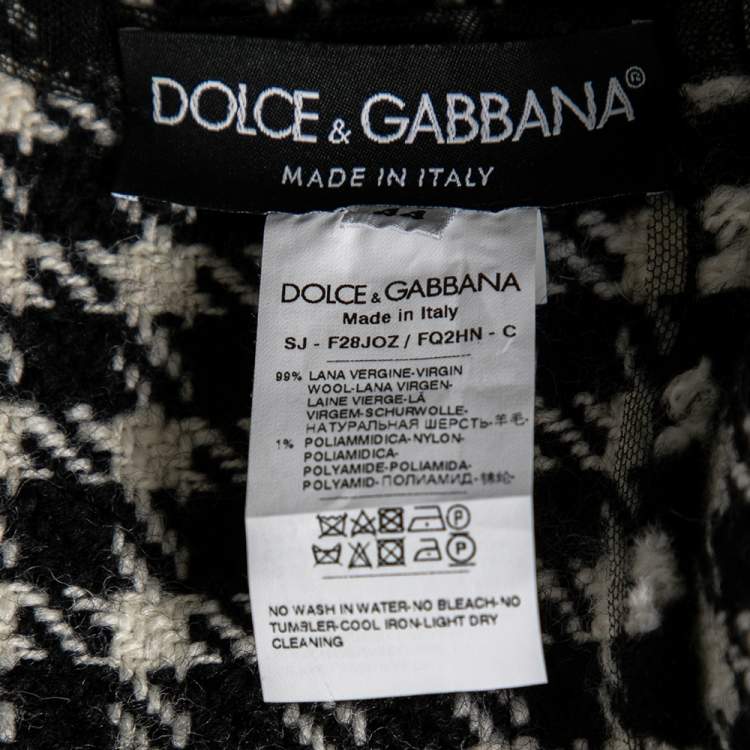 DOLCE & GABBANA®
MADE IN ITALY
44
DOLCE & GABBANA
Made in Italy
SJ - F28JOZ / FQ2HN - C
99% LANA VERGINE-VIRGIN
WOOL-LANA VIRGEN-
LAINE VIERGE-LÃ
VIRGEM-SCHURWOLLE-
НАТУРАЛЬНАЯ ШЕРСТЬ-羊毛-
1% POLIAMMIDICA-NYLON-
POLIAMIDICA-
POLYAMIDE-POLIAMIDA-
POLYAMID-ПОЛИАМИД-锦纶-
P
P
NO WASH IN WATER-NO BLEACH-NO
TUMBLER-COOL IRON-LIGHT DRY
CLEANING